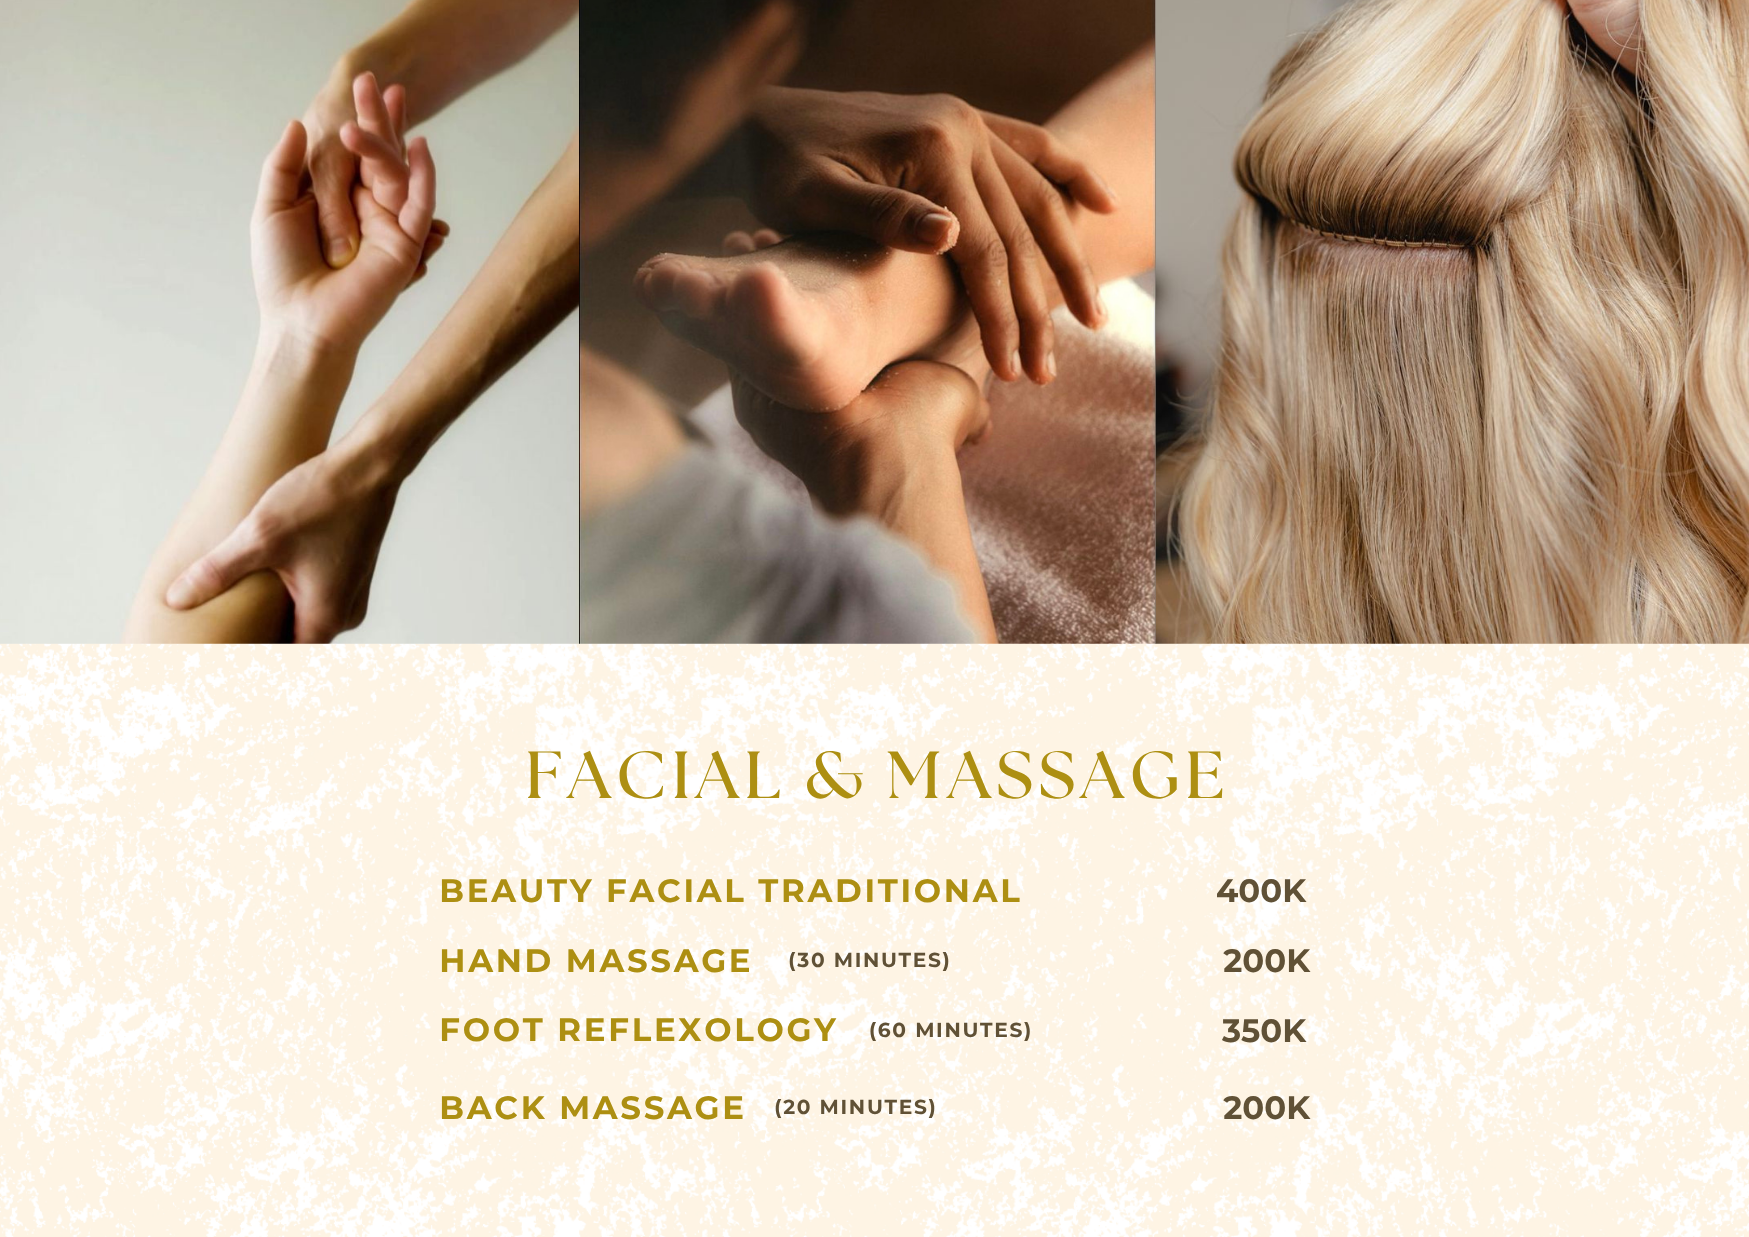 FACIAL & MASSAGE
BEAUTY FACIAL TRADITIONAL 400K
HAND MASSAGE (30 MINUTES) 200K
FOOT REFLEXOLOGY (60 MINUTES) 350K
BACK MASSAGE (20 MINUTES) 200K